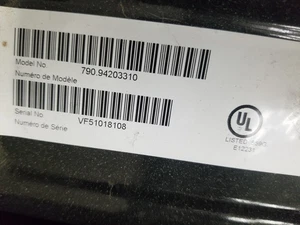 Model No 790.94203310
Numéro de Modèle
Serial No VF51018108
Numéro de Série
UL
LISTED